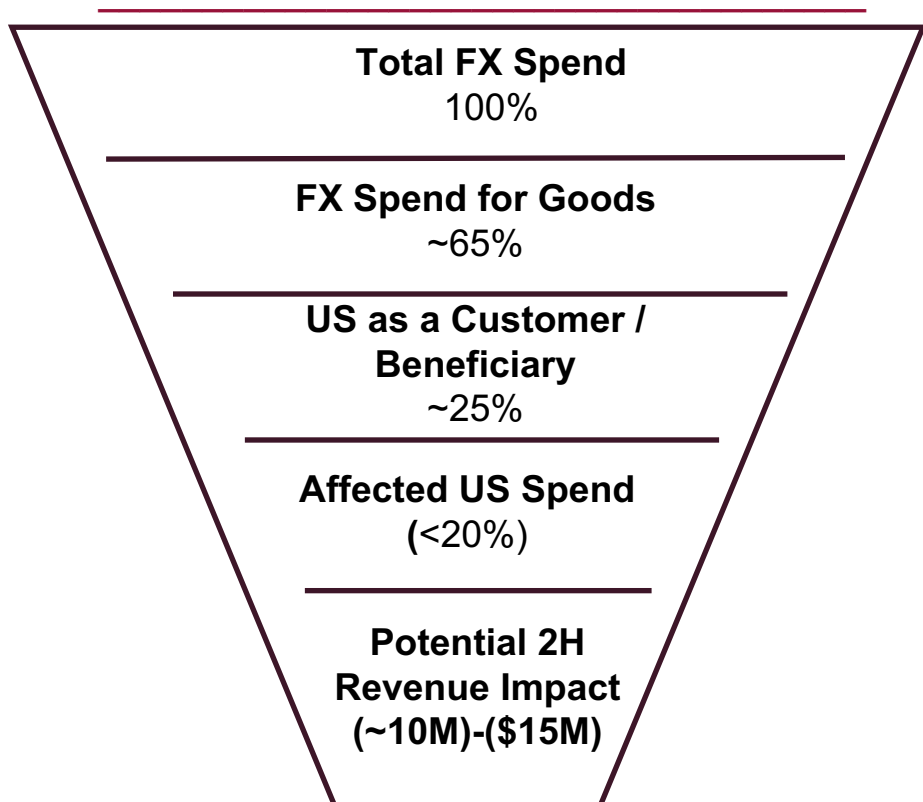 Total FX Spend
100%
FX Spend for Goods
~65%
US as a Customer /
Beneficiary
~25%
Affected US Spend
(<20%)
Potential 2H
Revenue Impact
(~10M)-($15M)